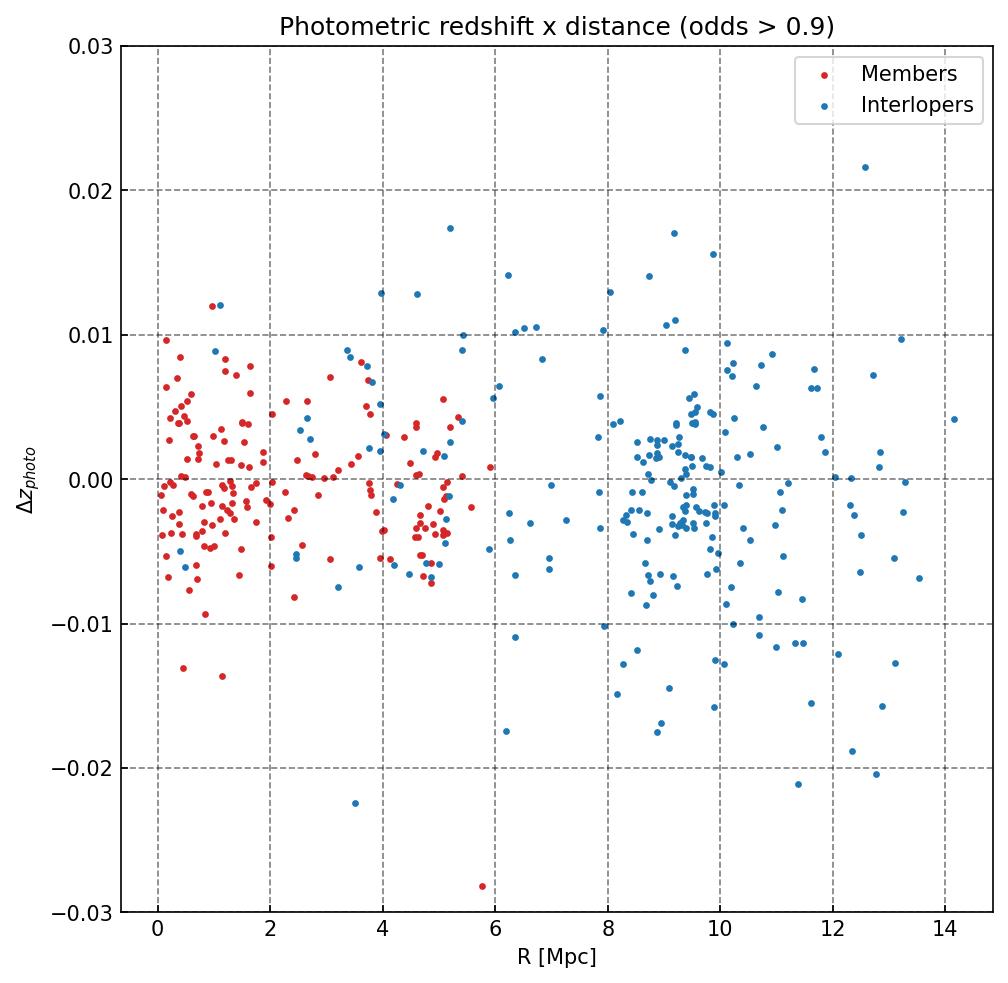 Photometric redshift x distance (odds > 0.9)
Members
Interlopers
0.03
0.02
0.01
0.00
−0.01
−0.02
−0.03
Δz_photo
0 2 4 6 8 10 12 14
R [Mpc]